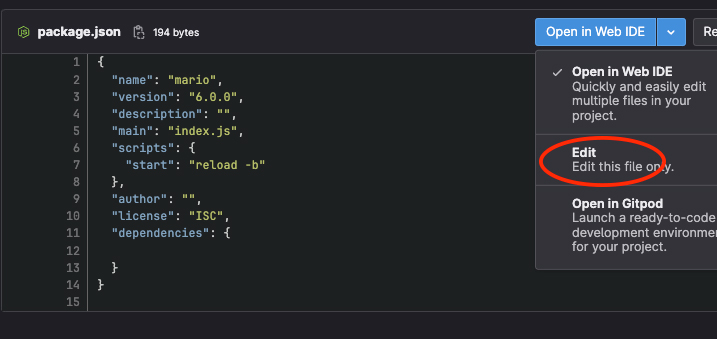 package.json 194 bytes
Open in Web IDE
1 {
2 "name": "mario",
3 "version": "6.0.0",
4 "description": "",
5 "main": "index.js",
6 "scripts": {
7 "start": "reload -b"
8 },
9 "author": "",
10 "license": "ISC",
11 "dependencies": {
12
13 }
14 }
15
Open in Web IDE
Quickly and easily edit
multiple files in your
project.
Edit
Edit this file only.
Open in Gitpod
Launch a ready-to-code
development
for your project.